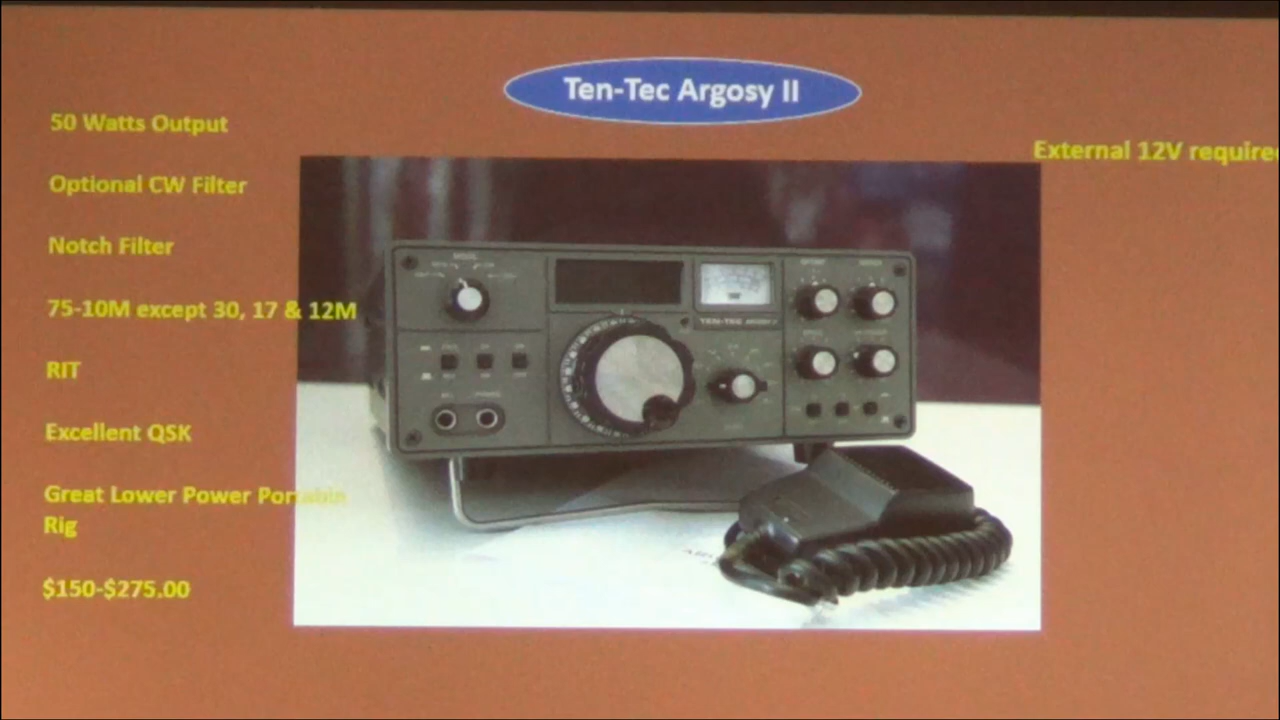 Ten-Tec Argosy II
50 Watts Output
External 12V require
Optional CW Filter
Notch Filter
75-10M except 30, 17 & 12M
RIT
Excellent QSK
Great Lower Power Portable
Rig
$150-$275.00
TEN-TEC